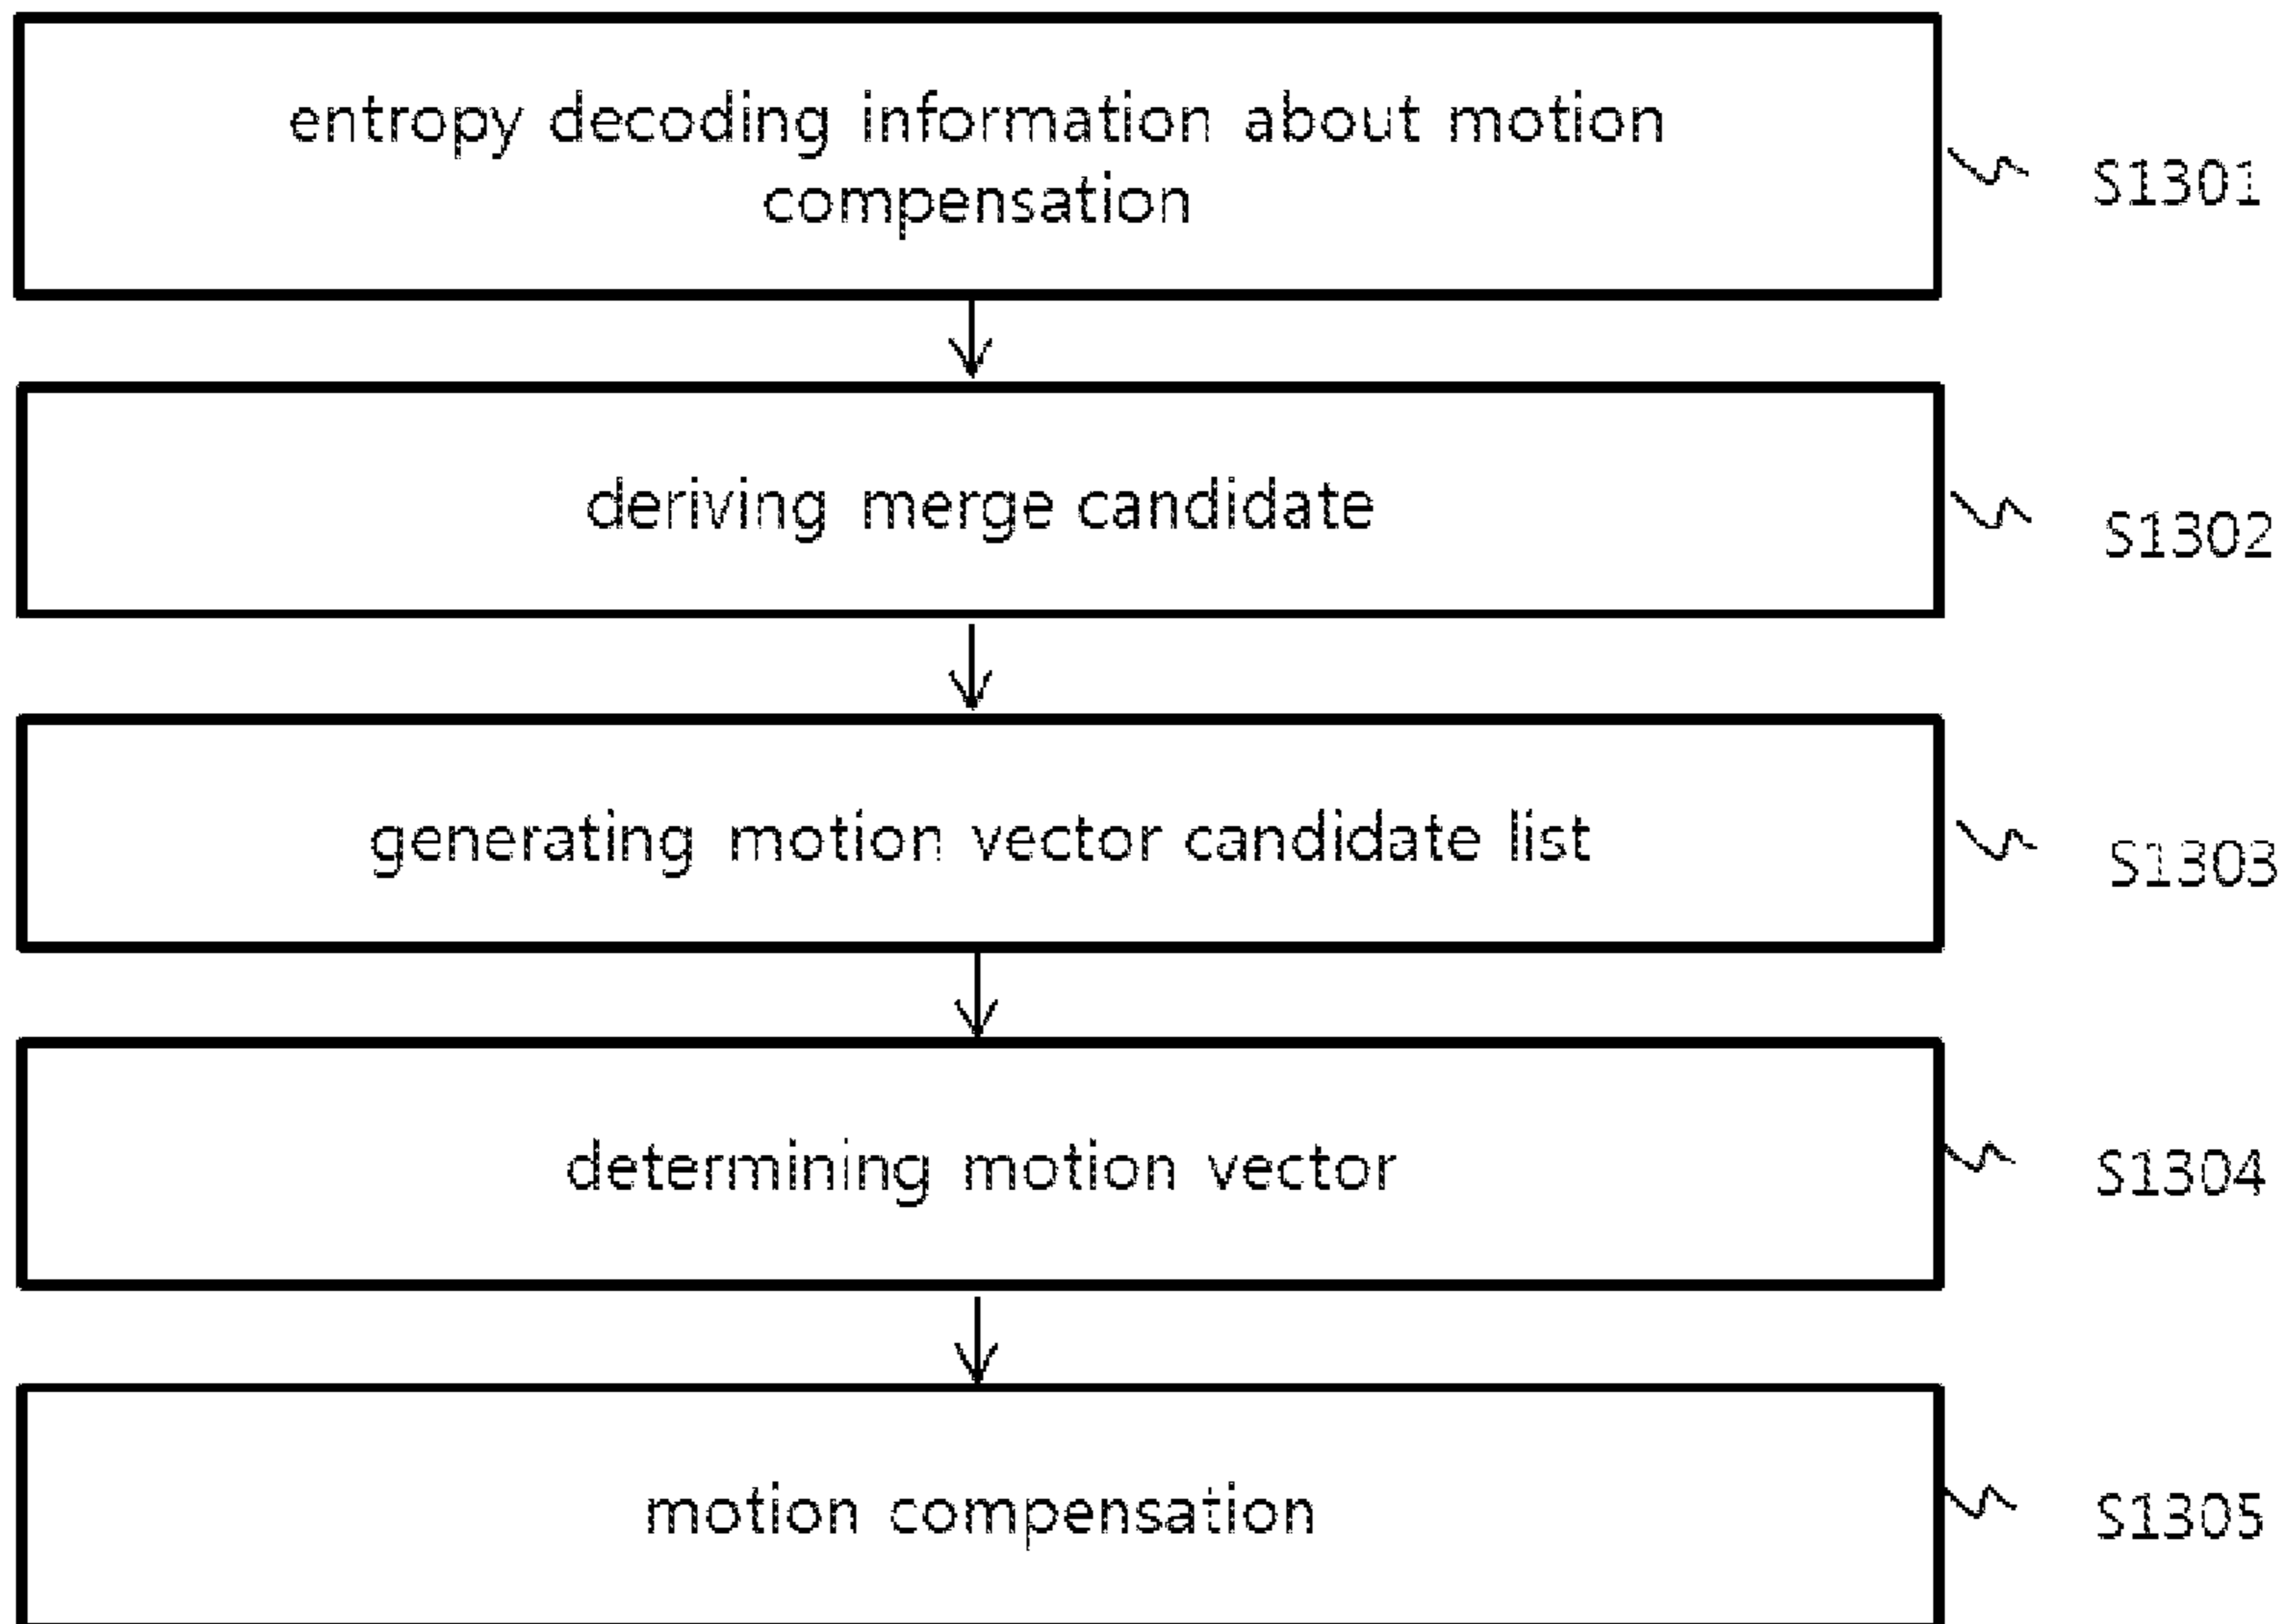 entropy decoding information about motion
compensation
S1301
deriving merge candidate
S1302
generating motion vector candidate list
S1303
determining motion vector
S1304
motion compensation
S1305